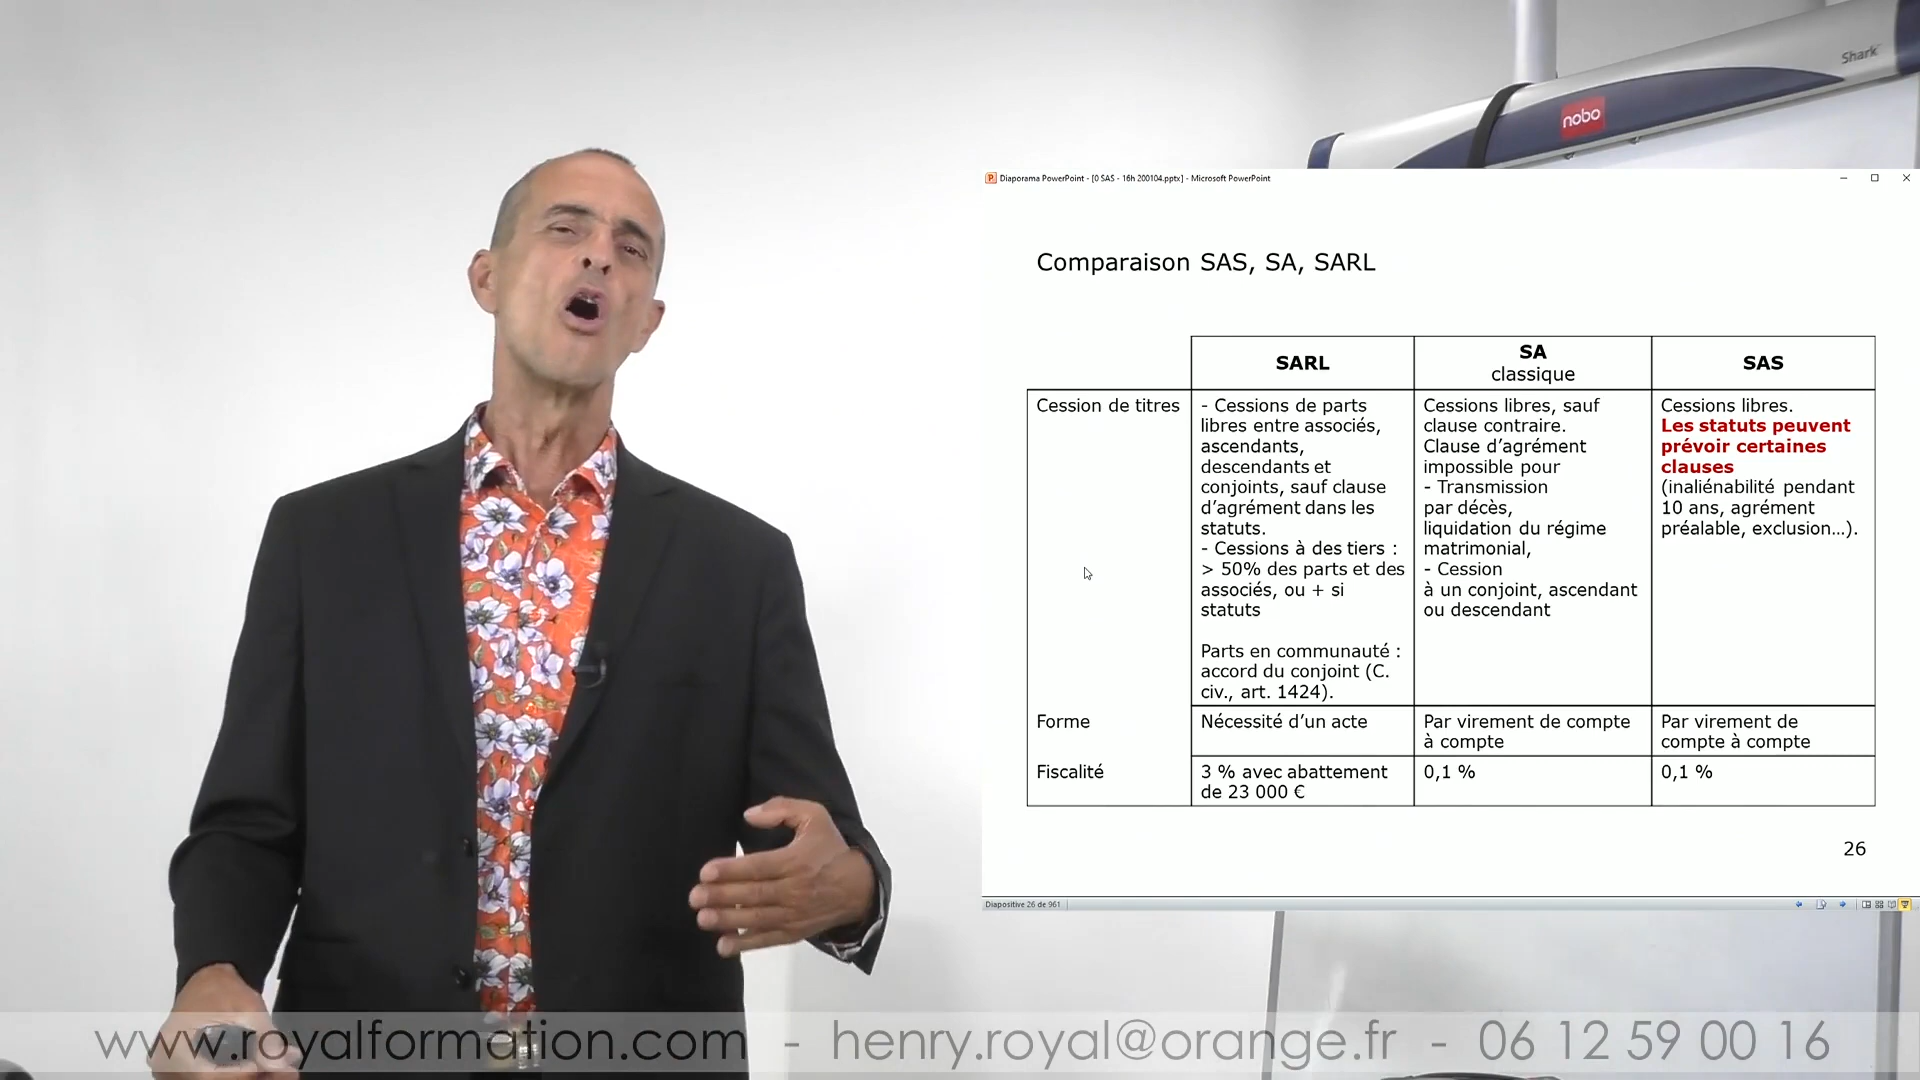 Shark
nobo
Diaporama PowerPoint - [0 SAS - 16h 200104.pptx] - Microsoft PowerPoint
Comparaison SAS, SA, SARL
SARL
SA
classique
SAS
Cession de titres
- Cessions de parts
libres entre associés,
ascendants,
descendants et
conjoints, sauf clause
d’agrément dans les
statuts.
- Cessions à des tiers :
> 50% des parts et des
associés, ou + si
statuts
Parts en communauté :
accord du conjoint (C.
civ., art. 1424).
Cessions libres, sauf
clause contraire.
Clause d’agrément
impossible pour
- Transmission
par décès,
liquidation du régime
matrimonial,
- Cession
à un conjoint, ascendant
ou descendant
Cessions libres.
Les statuts peuvent
prévoir certaines
clauses
(inaliénabilité pendant
10 ans, agrément
préalable, exclusion…).
Forme
Nécessité d’un acte
Par virement de compte
à compte
Par virement de
compte à compte
Fiscalité
3 % avec abattement
de 23 000 €
0,1 %
0,1 %
26
Diapositive 26 de 961
www.royalformation.com - henry.royal@orange.fr - 06 12 59 00 16